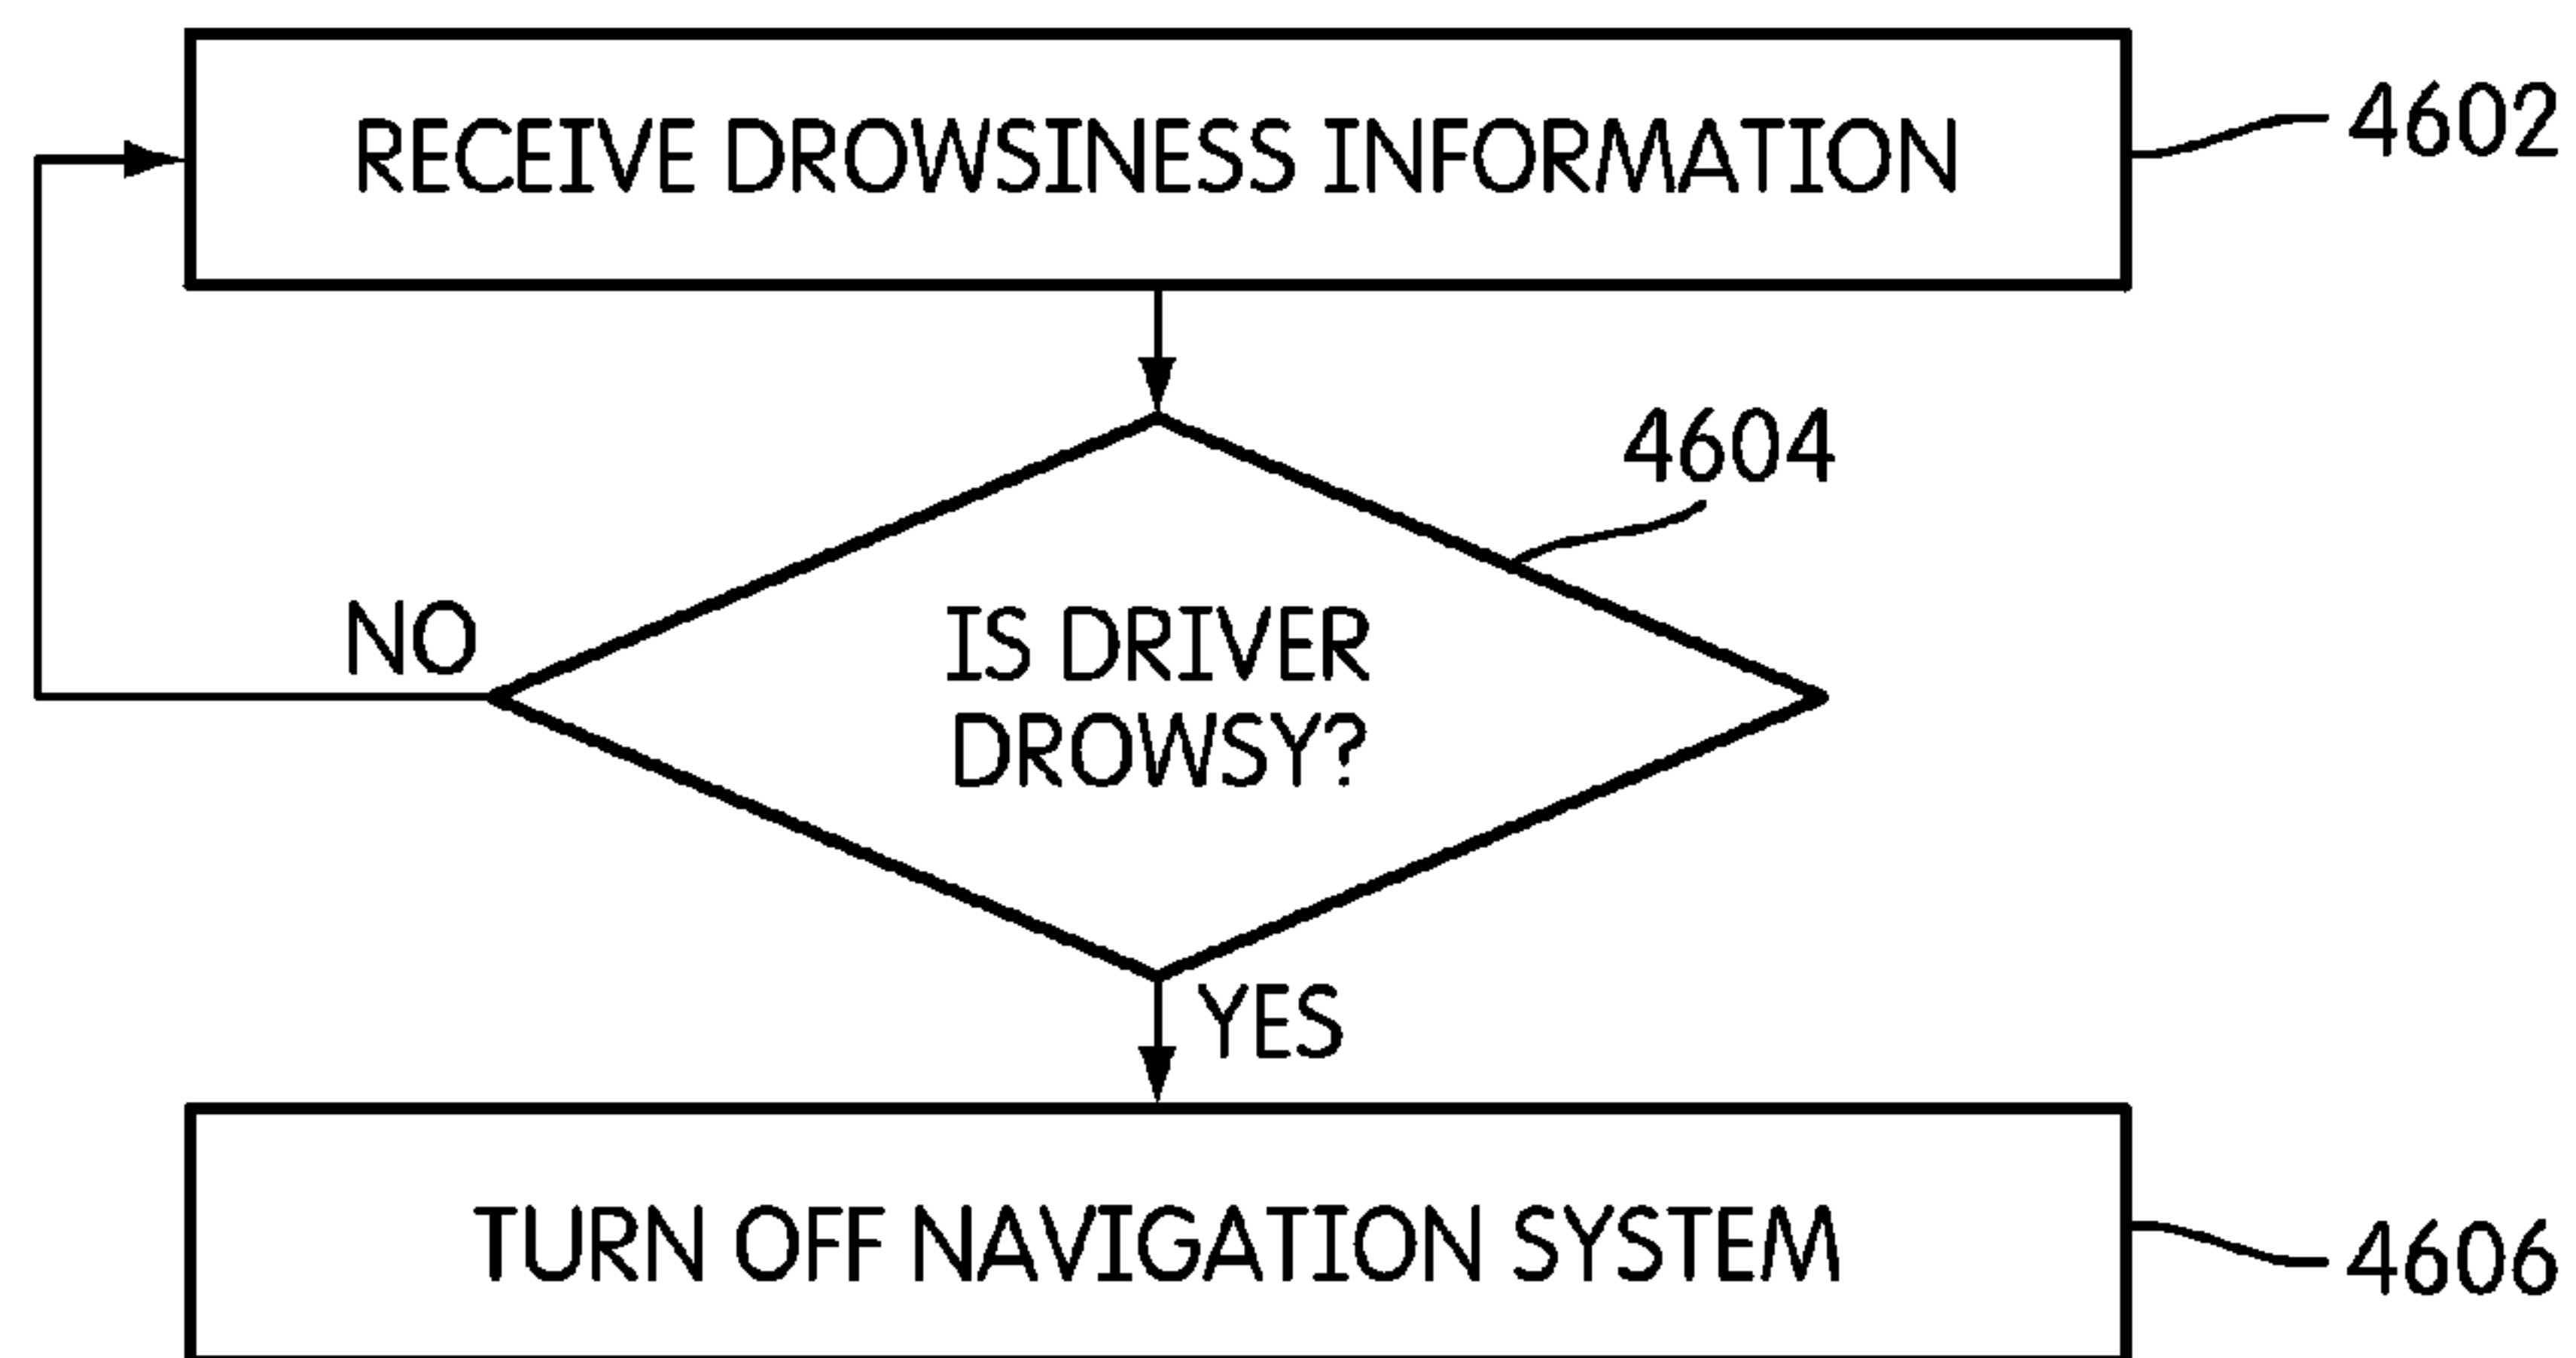 RECEIVE DROWSINESS INFORMATION
4602
4604
IS DRIVER
DROWSY?
NO
YES
TURN OFF NAVIGATION SYSTEM
4606